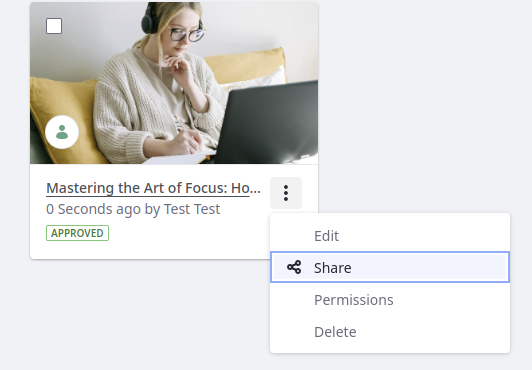 Mastering the Art of Focus: Ho...
0 Seconds ago by Test Test
APPROVED
Edit
Share
Permissions
Delete